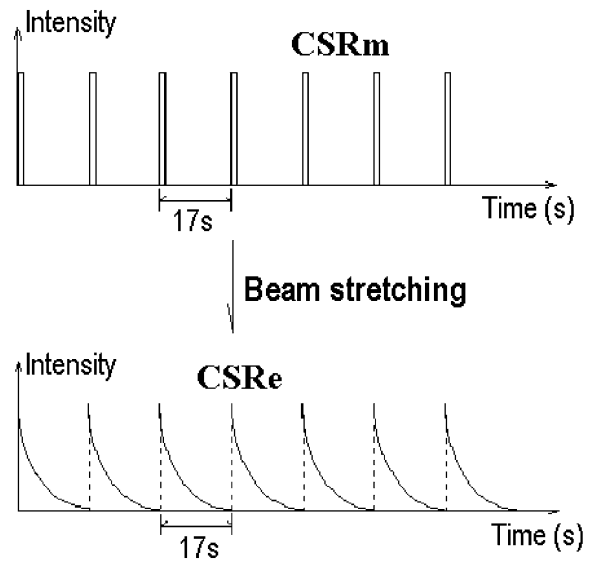 Intensity
CSRm
17s
Time (s)
Beam stretching
Intensity
CSRe
17s
Time (s)